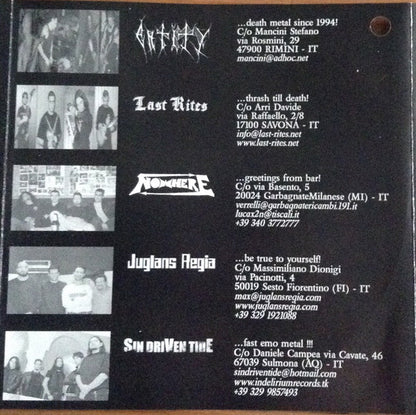 Entity
...death metal since 1994!
C/o Mancini Stefano
via Rosmini, 29
47900 RIMINI - IT
mancini@adhoc.net
Last Rites
...thrash till death!
C/o Arri Davide
via Raffaello, 2/8
17100 SAVONA - IT
info@last-rites.net
www.last-rites.net
NOWHERE
...greetings from bar!
C/o via Basento, 5
20024 GarbagnateMilanese (MI) - IT
verrelli@garbagnatericambi.191.it
lucax2n@tiscali.it
+39 340 3772777
Juglans Regia
...be true to yourself!
C/o Massimiliano Dionigi
via Pacinotti, 4
50019 Sesto Fiorentino (FI) - IT
max@juglansregia.com
www.juglansregia.com
+39 329 1921088
SIN DRIVEN TIME
...fast emo metal !!!
C/o Daniele Campea via Cavate, 46
67039 Sulmona (AQ) - IT
sindriventide@hotmail.com
www.indeliriumrecords.tk
+39 329 9857493